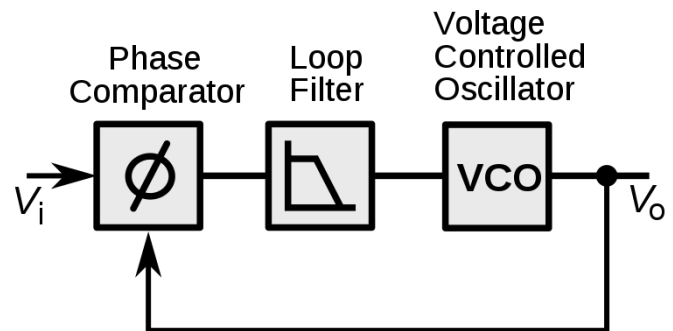 Phase
Comparator
Loop
Filter
Voltage
Controlled
Oscillator
Vi
ϕ
VCO
Vo